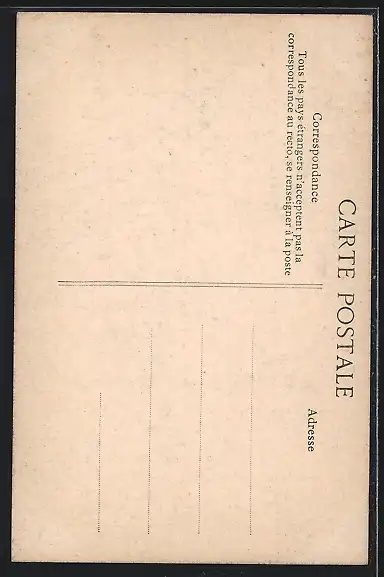 CARTE POSTALE
Correspondance
Tous les pays étrangers n'acceptent pas la
correspondance au recto, se renseigner à la poste
Adresse